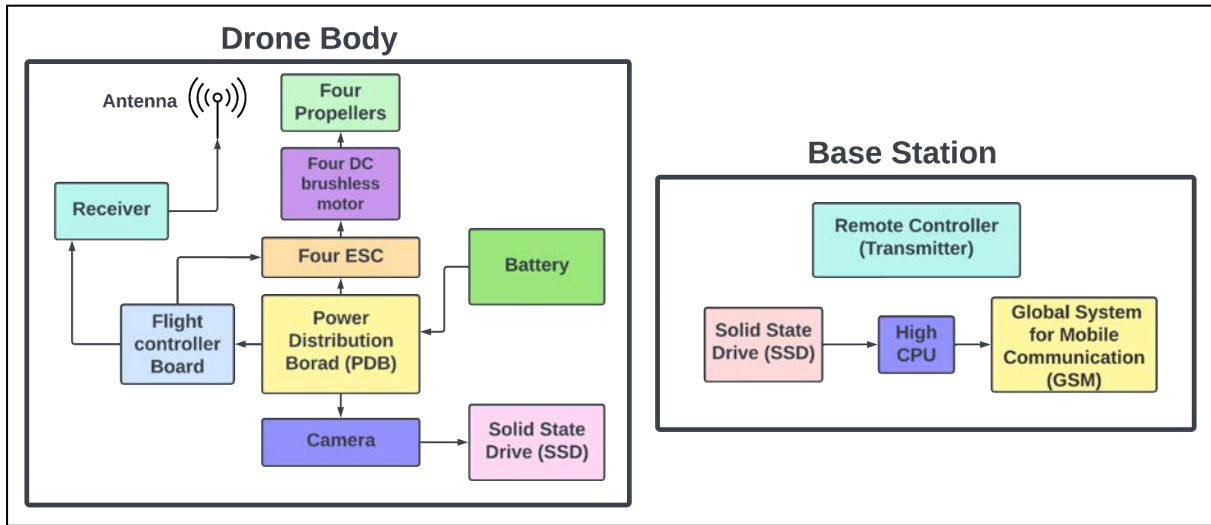 Drone Body
Antenna
Four
Propellers
Four DC
brushless
motor
Receiver
Four ESC
Battery
Flight
controller
Board
Power
Distribution
Borad (PDB)
Camera
Solid State
Drive (SSD)
Base Station
Remote Controller
(Transmitter)
Solid State
Drive (SSD)
High
CPU
Global System
for Mobile
Communication
(GSM)